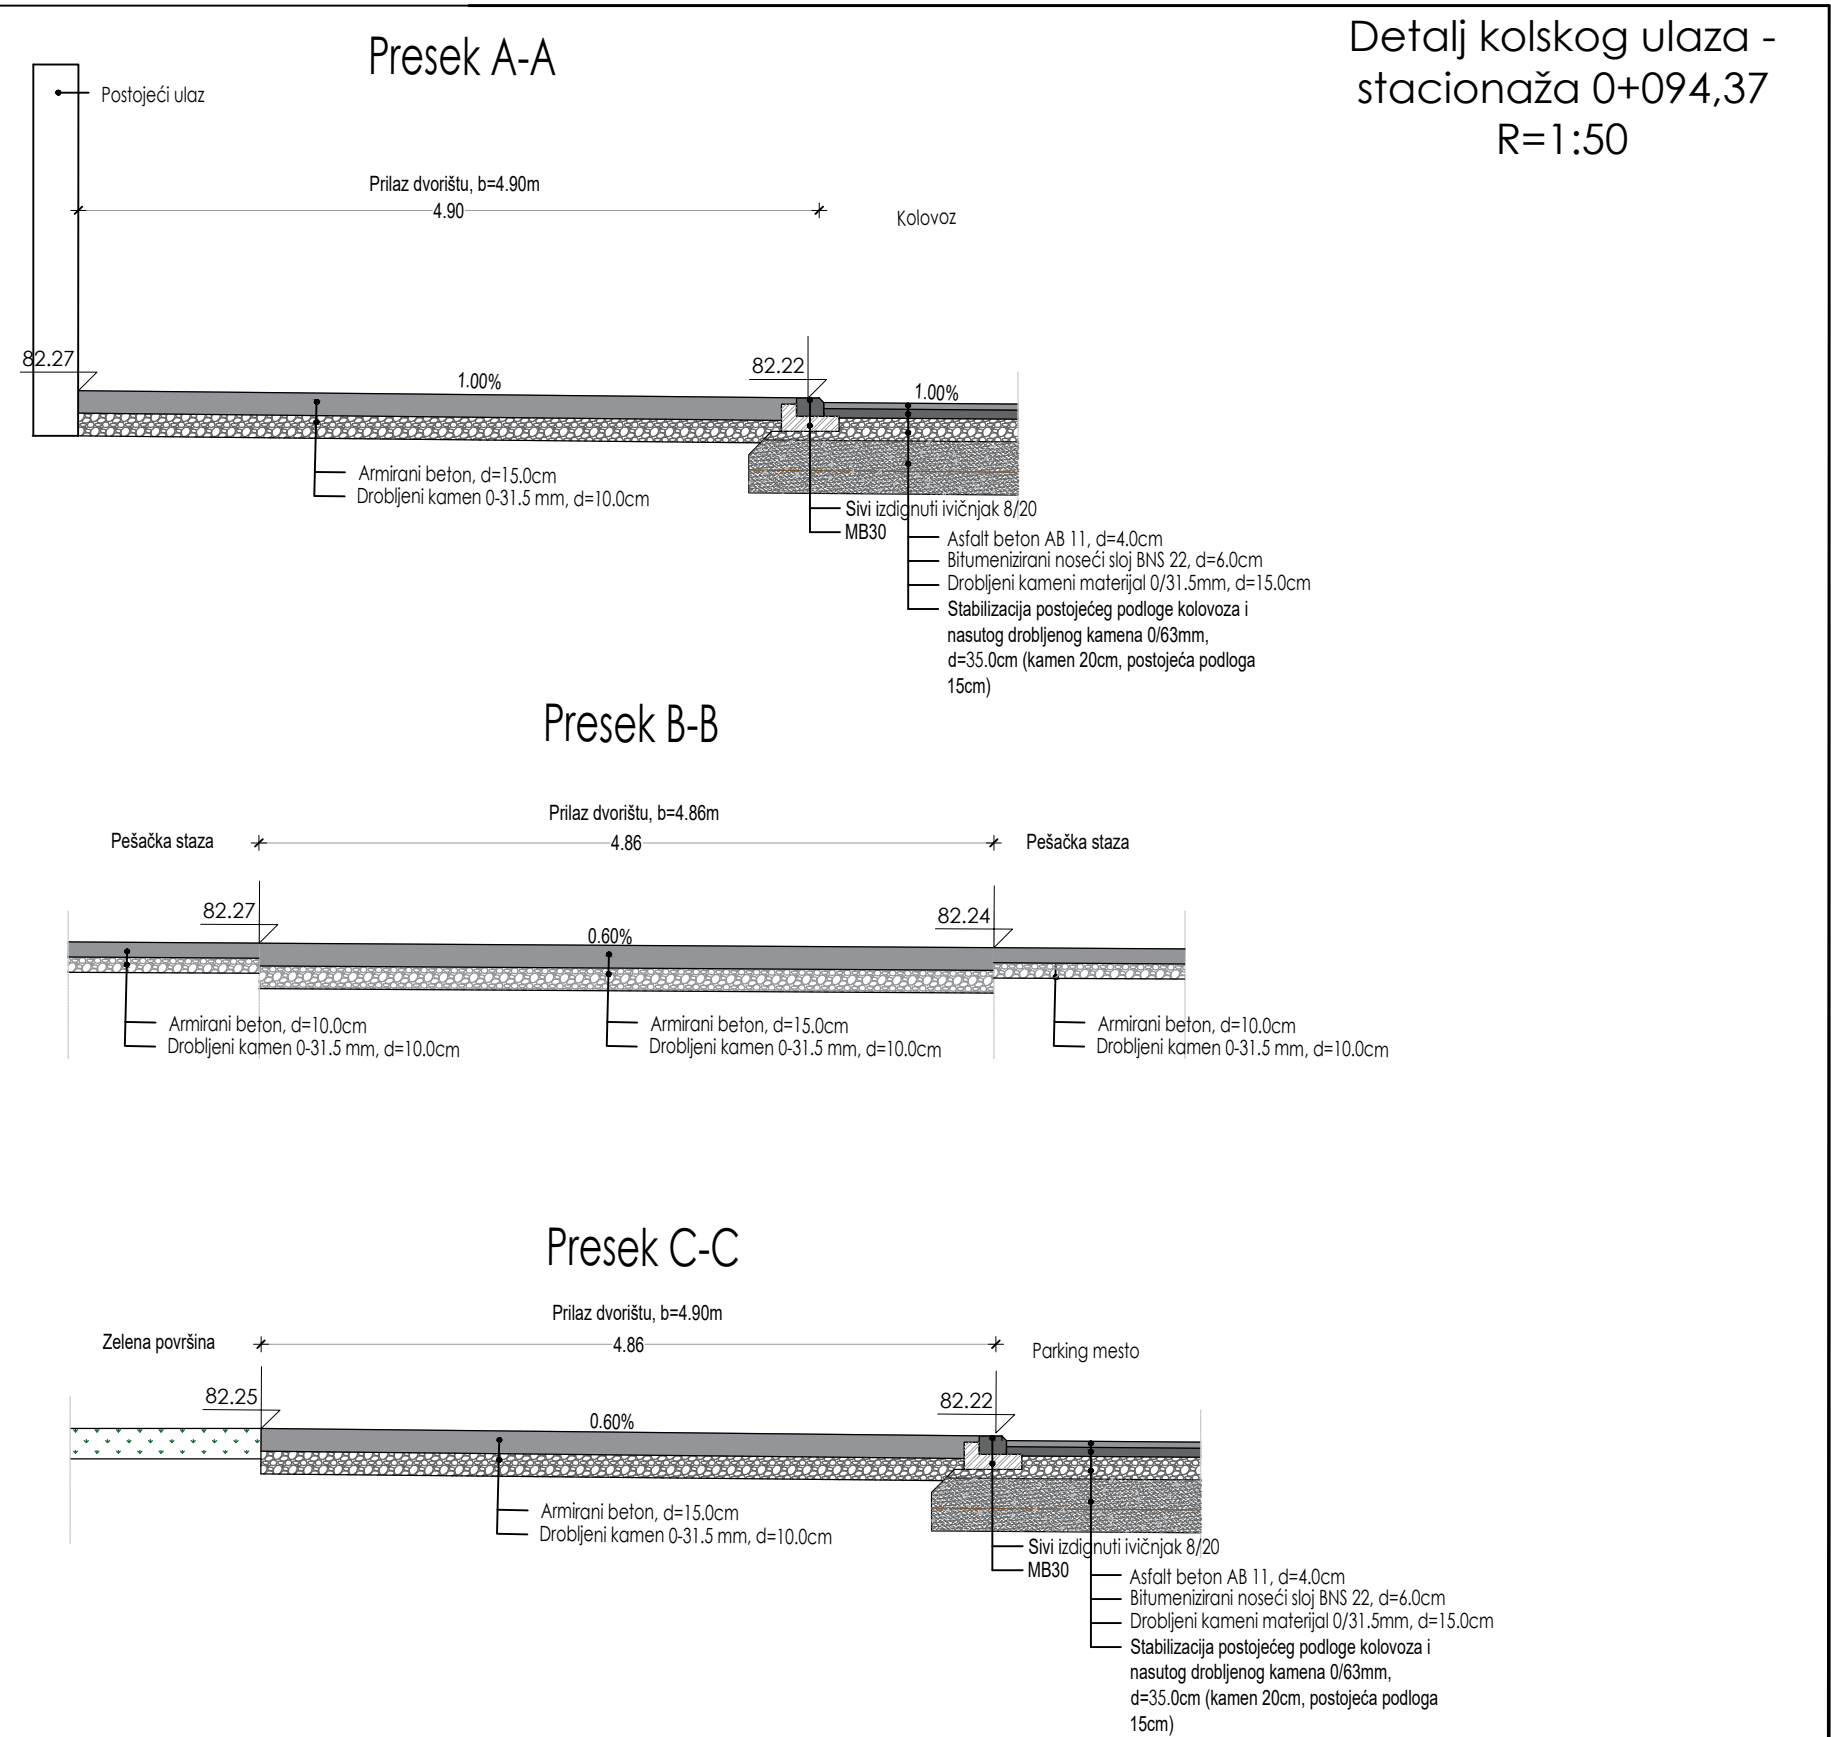 Detalj kolskog ulaza -
stacionaža 0+094,37
R=1:50
Presek A-A
Postojeći ulaz
Prilaz dvorištu, b=4.90m
4.90
Kolovoz
82.27
1.00%
82.22
1.00%
Armirani beton, d=15.0cm
Drobljeni kamen 0-31.5 mm, d=10.0cm
Sivi izdignuti ivičnjak 8/20
MB30
Asfalt beton AB 11, d=4.0cm
Bitumenizirani noseći sloj BNS 22, d=6.0cm
Drobljeni kameni materijal 0/31.5mm, d=15.0cm
Stabilizacija postojećeg podloge kolovoza i
nasutog drobljenog kamena 0/63mm,
d=35.0cm (kamen 20cm, postojeća podloga
15cm)
Presek B-B
Prilaz dvorištu, b=4.86m
Pešačka staza
4.86
Pešačka staza
82.27
0.60%
82.24
Armirani beton, d=10.0cm
Drobljeni kamen 0-31.5 mm, d=10.0cm
Armirani beton, d=15.0cm
Drobljeni kamen 0-31.5 mm, d=10.0cm
Armirani beton, d=10.0cm
Drobljeni kamen 0-31.5 mm, d=10.0cm
Presek C-C
Prilaz dvorištu, b=4.90m
Zelena površina
4.86
Parking mesto
82.25
0.60%
82.22
Armirani beton, d=15.0cm
Drobljeni kamen 0-31.5 mm, d=10.0cm
Sivi izdignuti ivičnjak 8/20
MB30
Asfalt beton AB 11, d=4.0cm
Bitumenizirani noseći sloj BNS 22, d=6.0cm
Drobljeni kameni materijal 0/31.5mm, d=15.0cm
Stabilizacija postojećeg podloge kolovoza i
nasutog drobljenog kamena 0/63mm,
d=35.0cm (kamen 20cm, postojeća podloga
15cm)